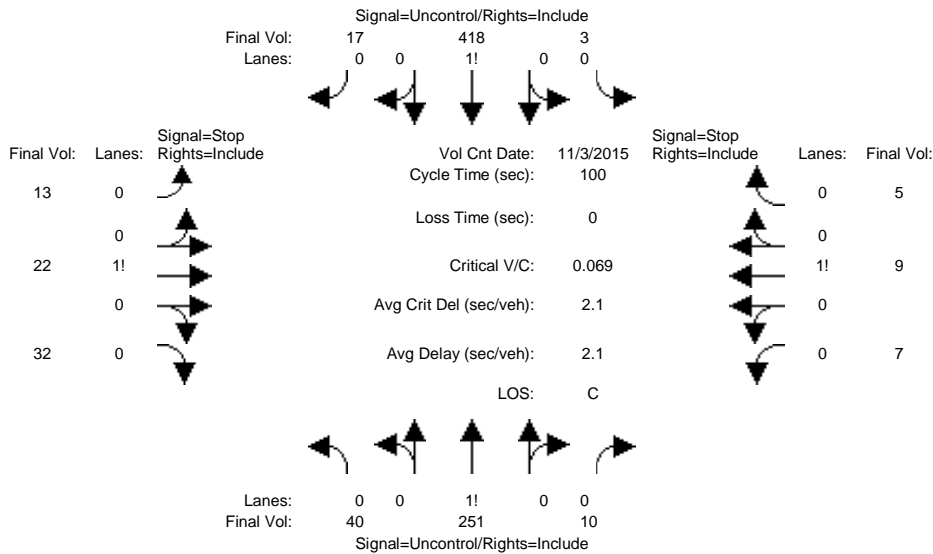 Signal=Uncontrol/Rights=Include
Final Vol: 17 418 3
Lanes: 0 0 1! 0 0
Signal=Stop Signal=Stop
Final Vol: Lanes: Rights=Include Vol Cnt Date: 11/3/2015 Rights=Include Lanes: Final Vol:
Cycle Time (sec): 100
13 0 0 5
Loss Time (sec): 0
0 0
22 1! Critical V/C: 0.069 1! 9
0 Avg Crit Del (sec/veh): 2.1 0
32 0 Avg Delay (sec/veh): 2.1 0 7
LOS: C
Lanes: 0 0 1! 0 0
Final Vol: 40 251 10
Signal=Uncontrol/Rights=Include